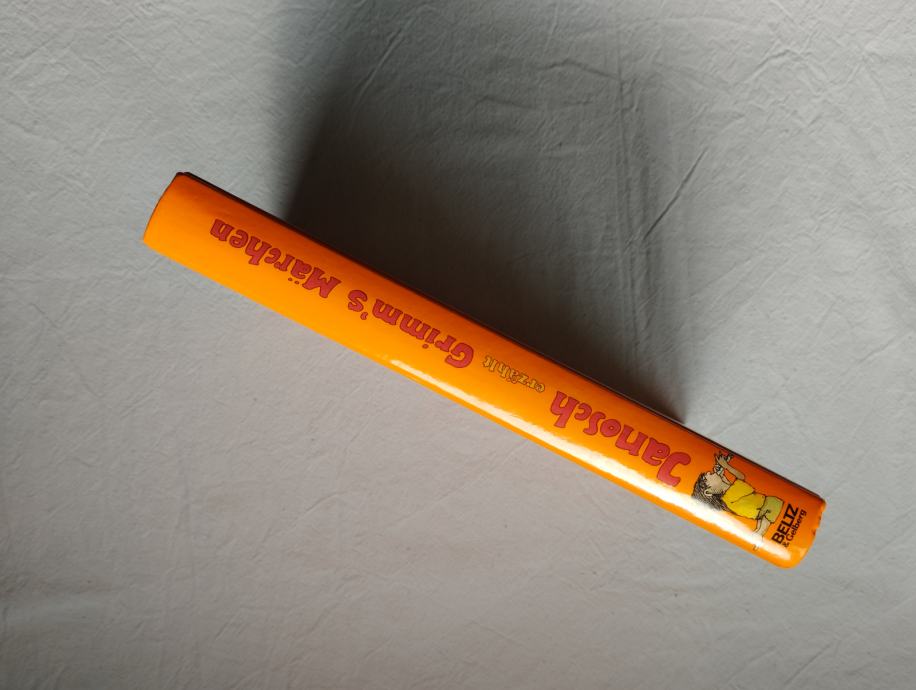 Janosch erzählt Grimm's Märchen
BELTZ
& Gelberg